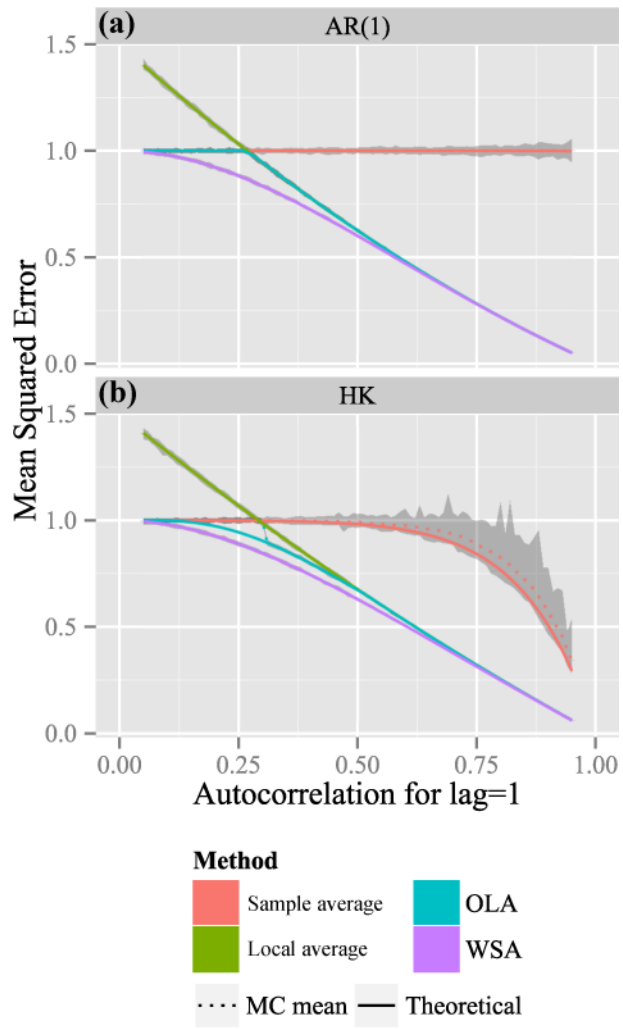 (a) AR(1)
1.5
1.0
0.5
0.0
(b) HK
1.5
1.0
0.5
0.0
Mean Squared Error
0.00 0.25 0.50 0.75 1.00
Autocorrelation for lag=1
Method
Sample average OLA
Local average WSA
MC mean Theoretical